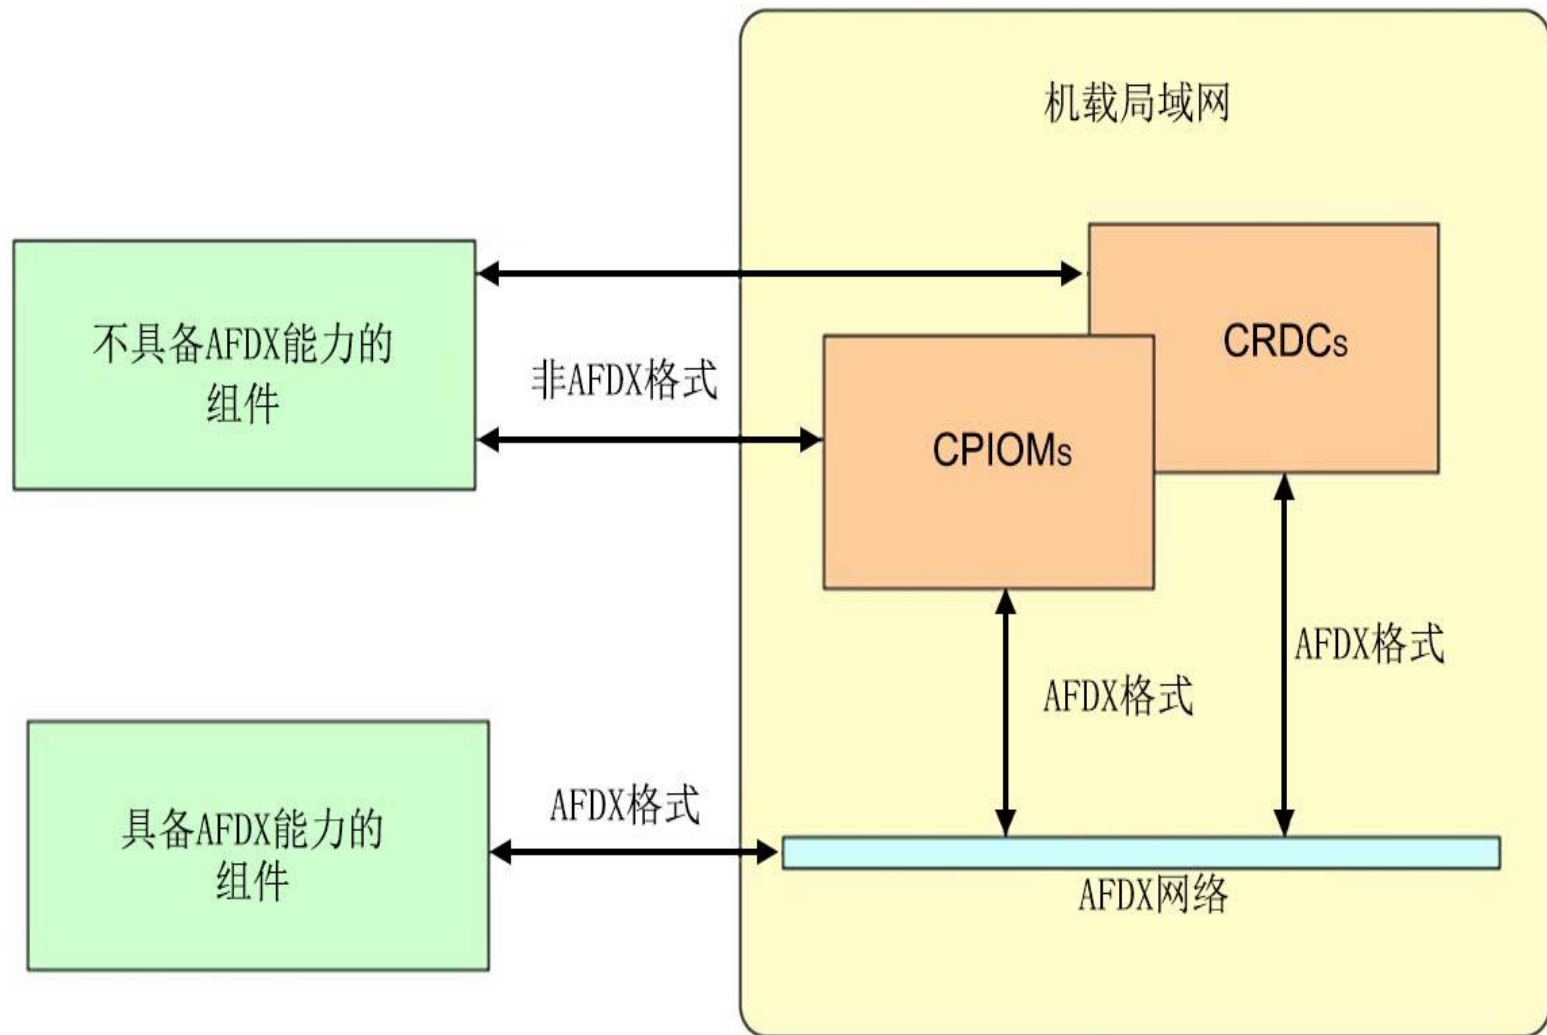 机载局域网
不具备AFDX能力的
组件
非AFDX格式
CRDCs
CPIOMs
AFDX格式
AFDX格式
具备AFDX能力的
组件
AFDX格式
AFDX网络